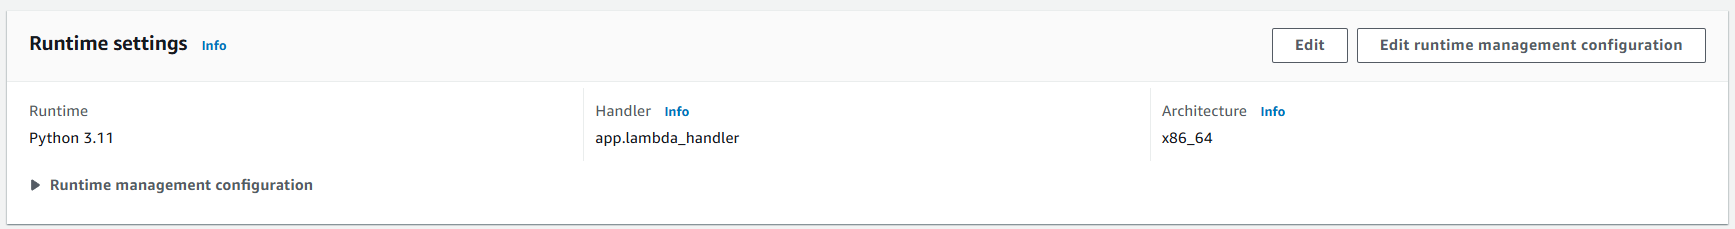 Runtime settings Info
Edit
Edit runtime management configuration
Runtime
Python 3.11
Handler Info
app.lambda_handler
Architecture Info
x86_64
Runtime management configuration